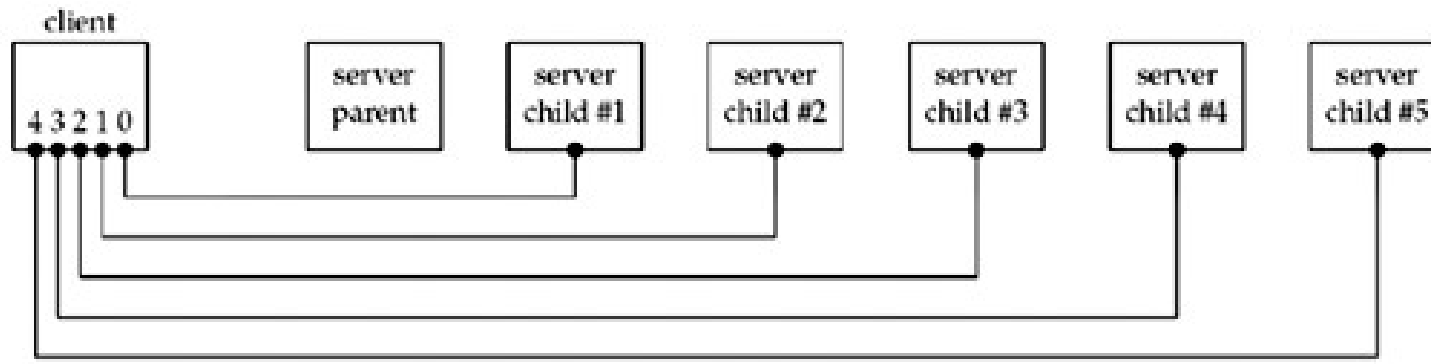 client
4 3 2 1 0
server
parent
server
child #1
server
child #2
server
child #3
server
child #4
server
child #5